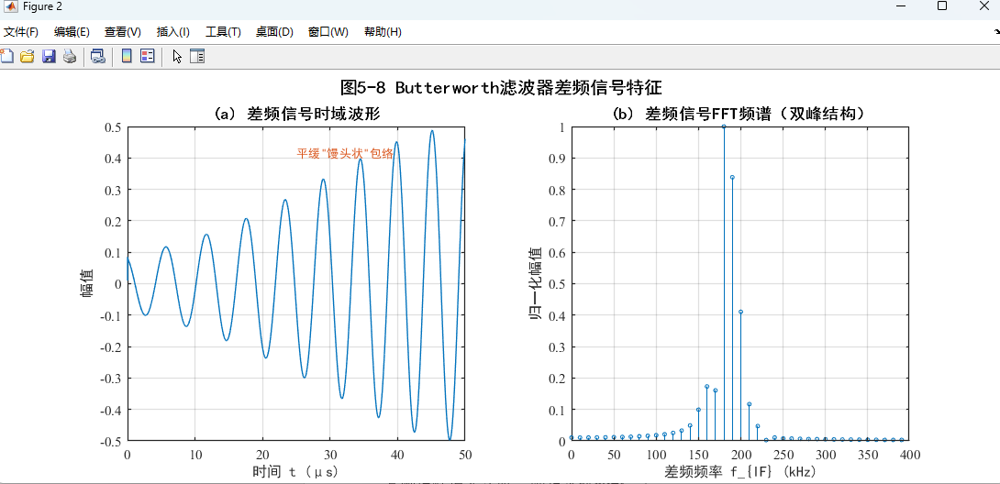 Figure 2
文件(F) 编辑(E) 查看(V) 插入(I) 工具(T) 桌面(D) 窗口(W) 帮助(H)
图5-8 Butterworth滤波器差频信号特征
(a) 差频信号时域波形
平缓"馒头状"包络
幅值
0.5
0.4
0.3
0.2
0.1
0
-0.1
-0.2
-0.3
-0.4
-0.5
0 10 20 30 40 50
时间 t (μs)
(b) 差频信号FFT频谱（双峰结构）
归一化幅值
1
0.9
0.8
0.7
0.6
0.5
0.4
0.3
0.2
0.1
0
0 50 100 150 200 250 300 350 400
差频频率 f_{IF} (kHz)